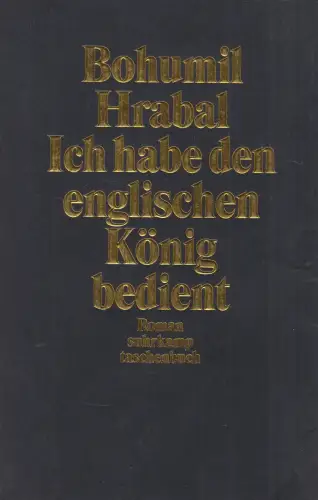 Bohumil
Hrabal
Ich habe den
englischen
König
bedient
Roman
suhrkamp
taschenbuch